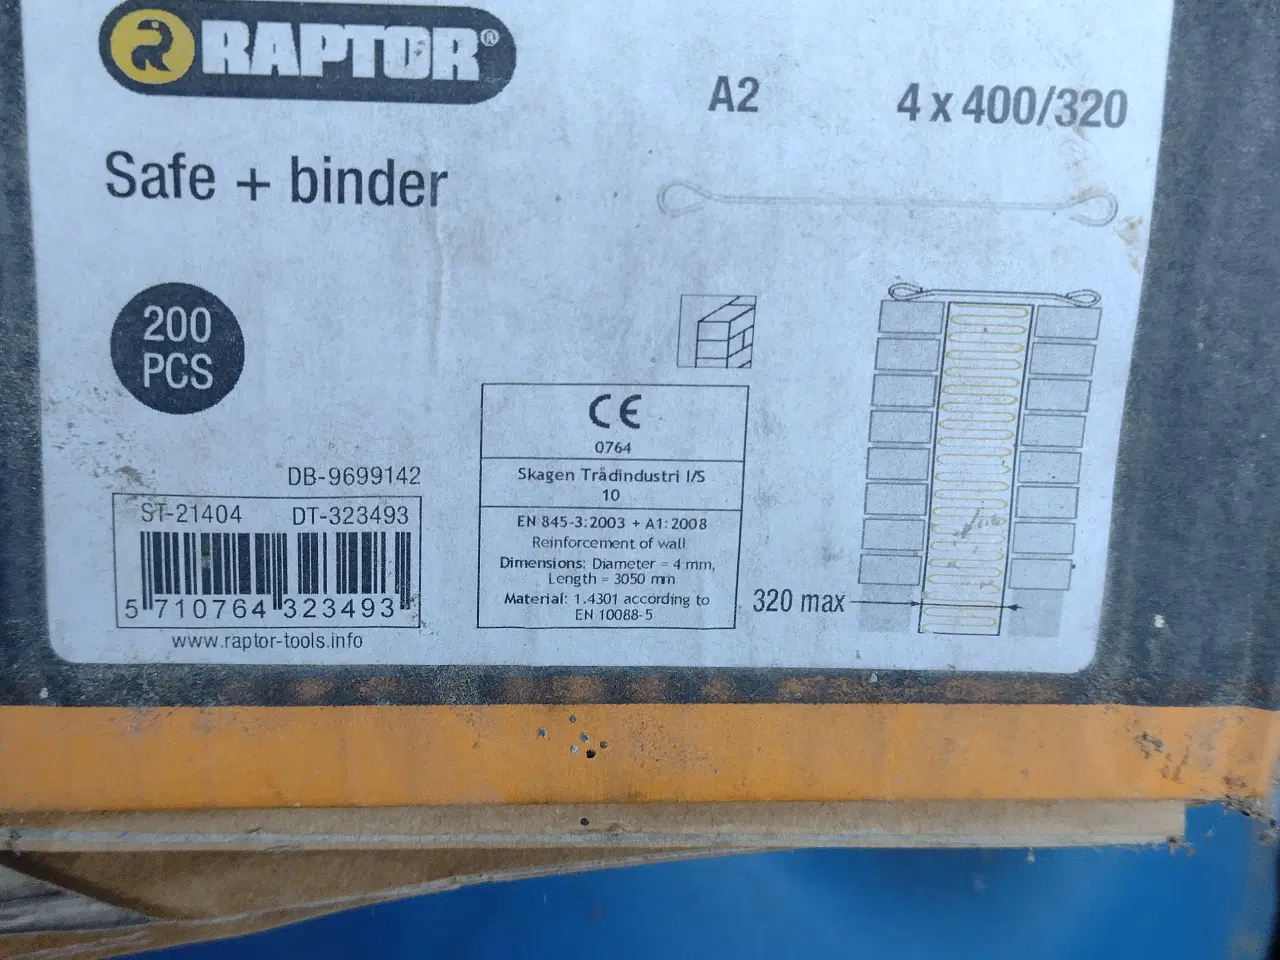 RAPTOR®
A2
4 x 400/320
Safe + binder
200
PCS
CE
0764
Skagen Trådindustri I/S
10
EN 845-3:2003 + A1:2008
Reinforcement of wall
Dimensions: Diameter = 4 mm,
Length = 3050 mm
Material: 1.4301 according to
EN 10088-5
DB-9699142
ST-21404 DT-323493
5 710764 323493
www.raptor-tools.info
320 max